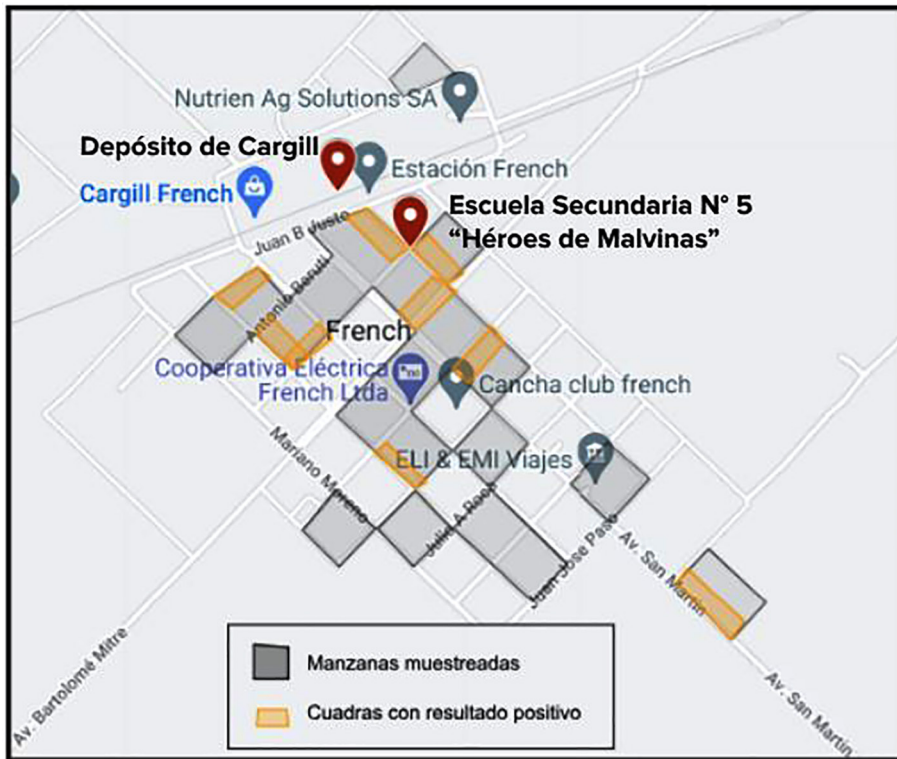 Nutrien Ag Solutions SA
Depósito de Cargill
Estación French
Cargill French
Escuela Secundaria N° 5
“Héroes de Malvinas”
Juan B Justo
Antonio Beruti
French
Cooperativa Eléctrica
French Ltda
Cancha club french
Mariano Moreno
ELI & EMI Viajes
Julio A Roca
Juan Jose Paso
Av. San Martín
Av. Bartolomé Mitre
Av. San Martín
Manzanas muestreadas
Cuadras con resultado positivo